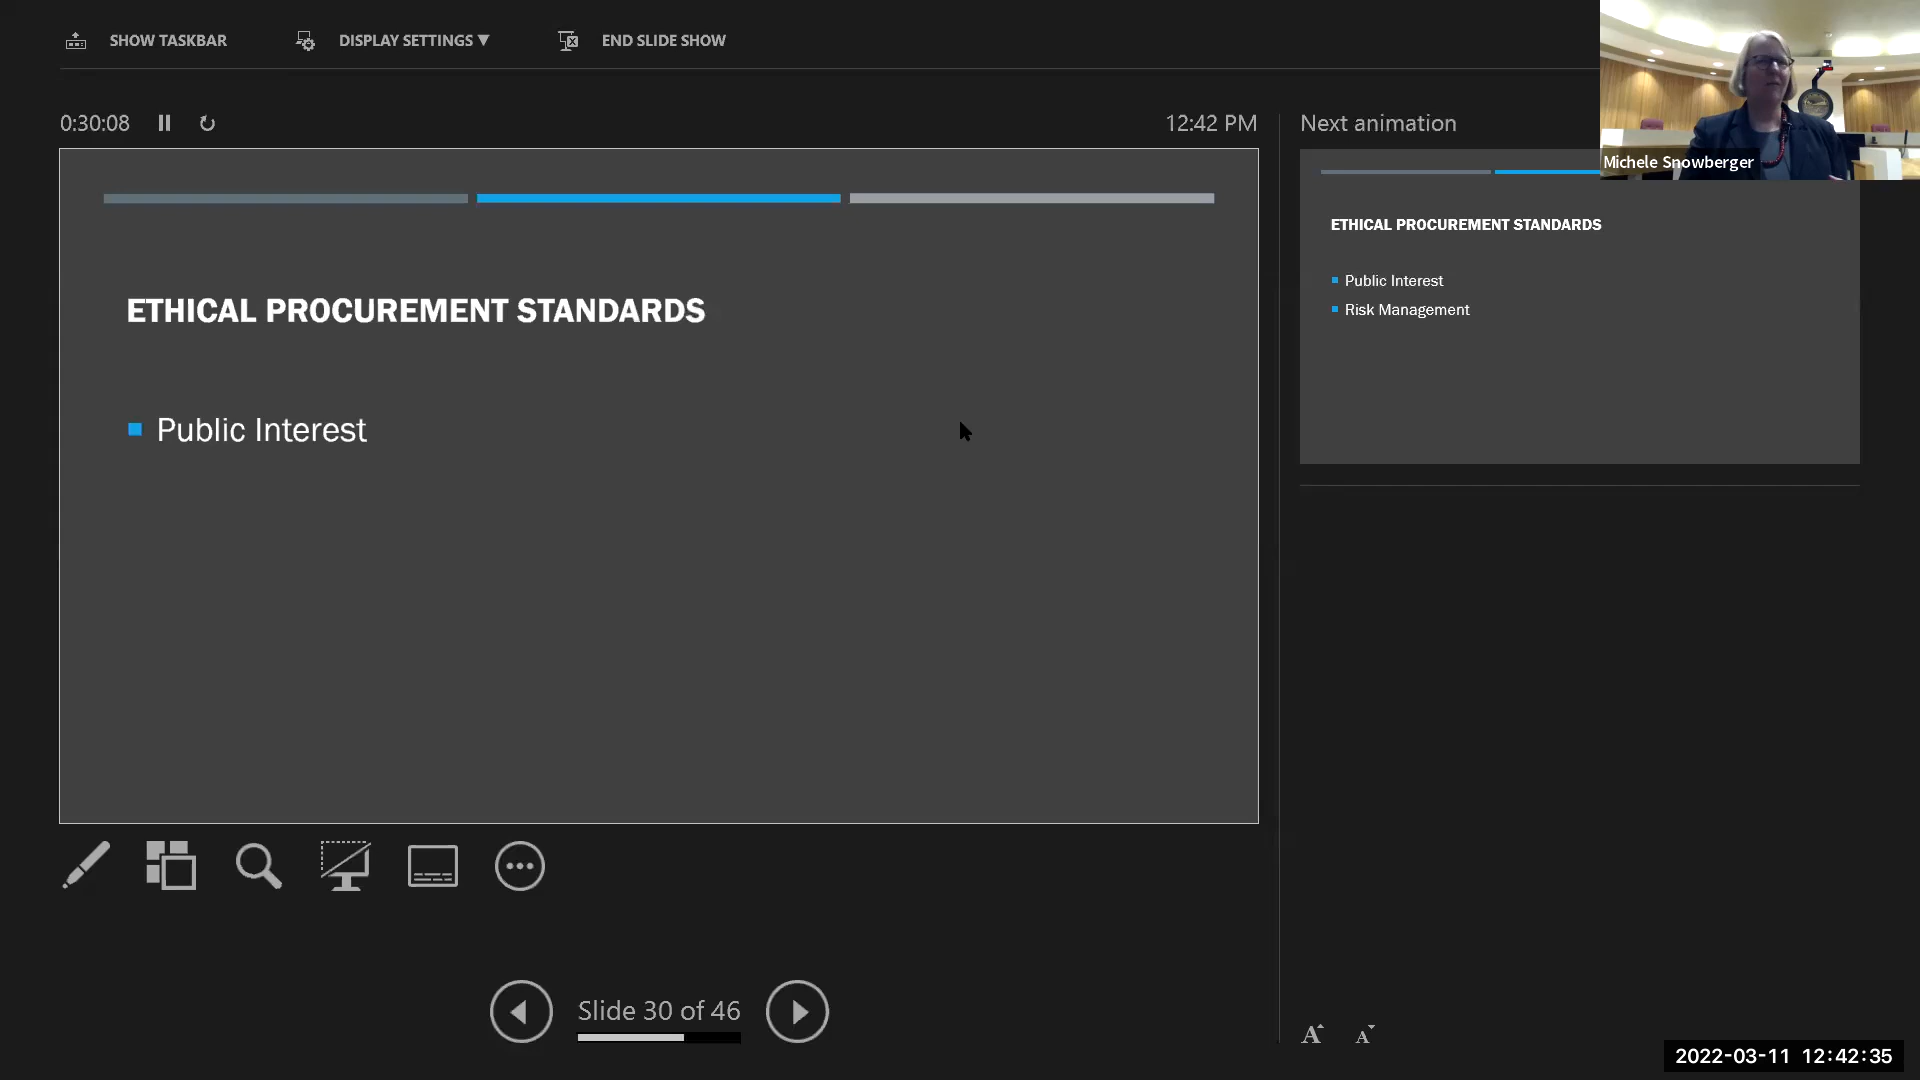 SHOW TASKBAR
DISPLAY SETTINGS ▼
END SLIDE SHOW
0:30:08
12:42 PM
Next animation
Michele Snowberger
ETHICAL PROCUREMENT STANDARDS
Public Interest
ETHICAL PROCUREMENT STANDARDS
Public Interest
Risk Management
Slide 30 of 46
A A
2022-03-11 12:42:35